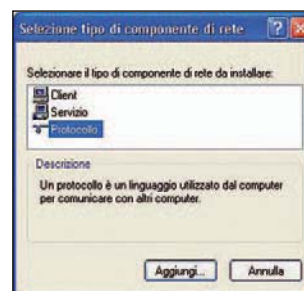 Selezione tipo di componente di rete
Selezionare il tipo di componente di rete da installare:
Client
Servizio
Protocollo
Descrizione
Un protocollo è un linguaggio utilizzato dal computer
per comunicare con altri computer.
Aggiungi... Annulla